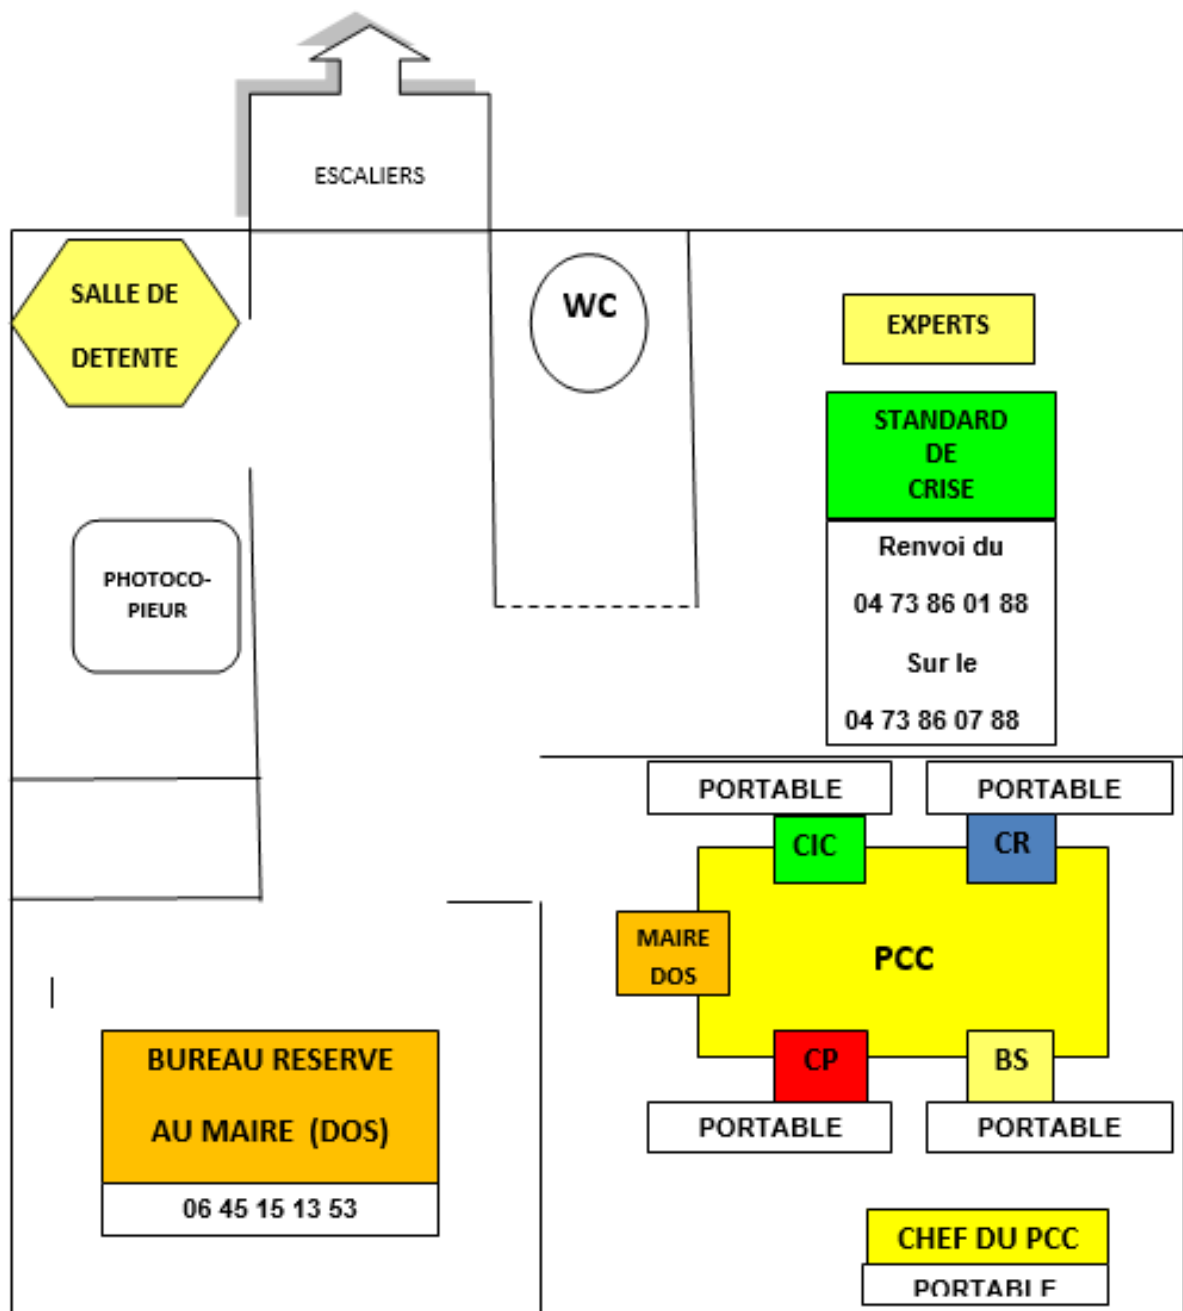 ESCALIERS
SALLE DE
DETENTE
WC
EXPERTS
STANDARD
DE
CRISE
Renvoi du
04 73 86 01 88
Sur le
04 73 86 07 88
PHOTOCO-
PIEUR
PORTABLE
PORTABLE
CIC
CR
MAIRE
DOS
PCC
CP
BS
PORTABLE
PORTABLE
BUREAU RESERVE
AU MAIRE (DOS)
06 45 15 13 53
CHEF DU PCC
PORTABLE